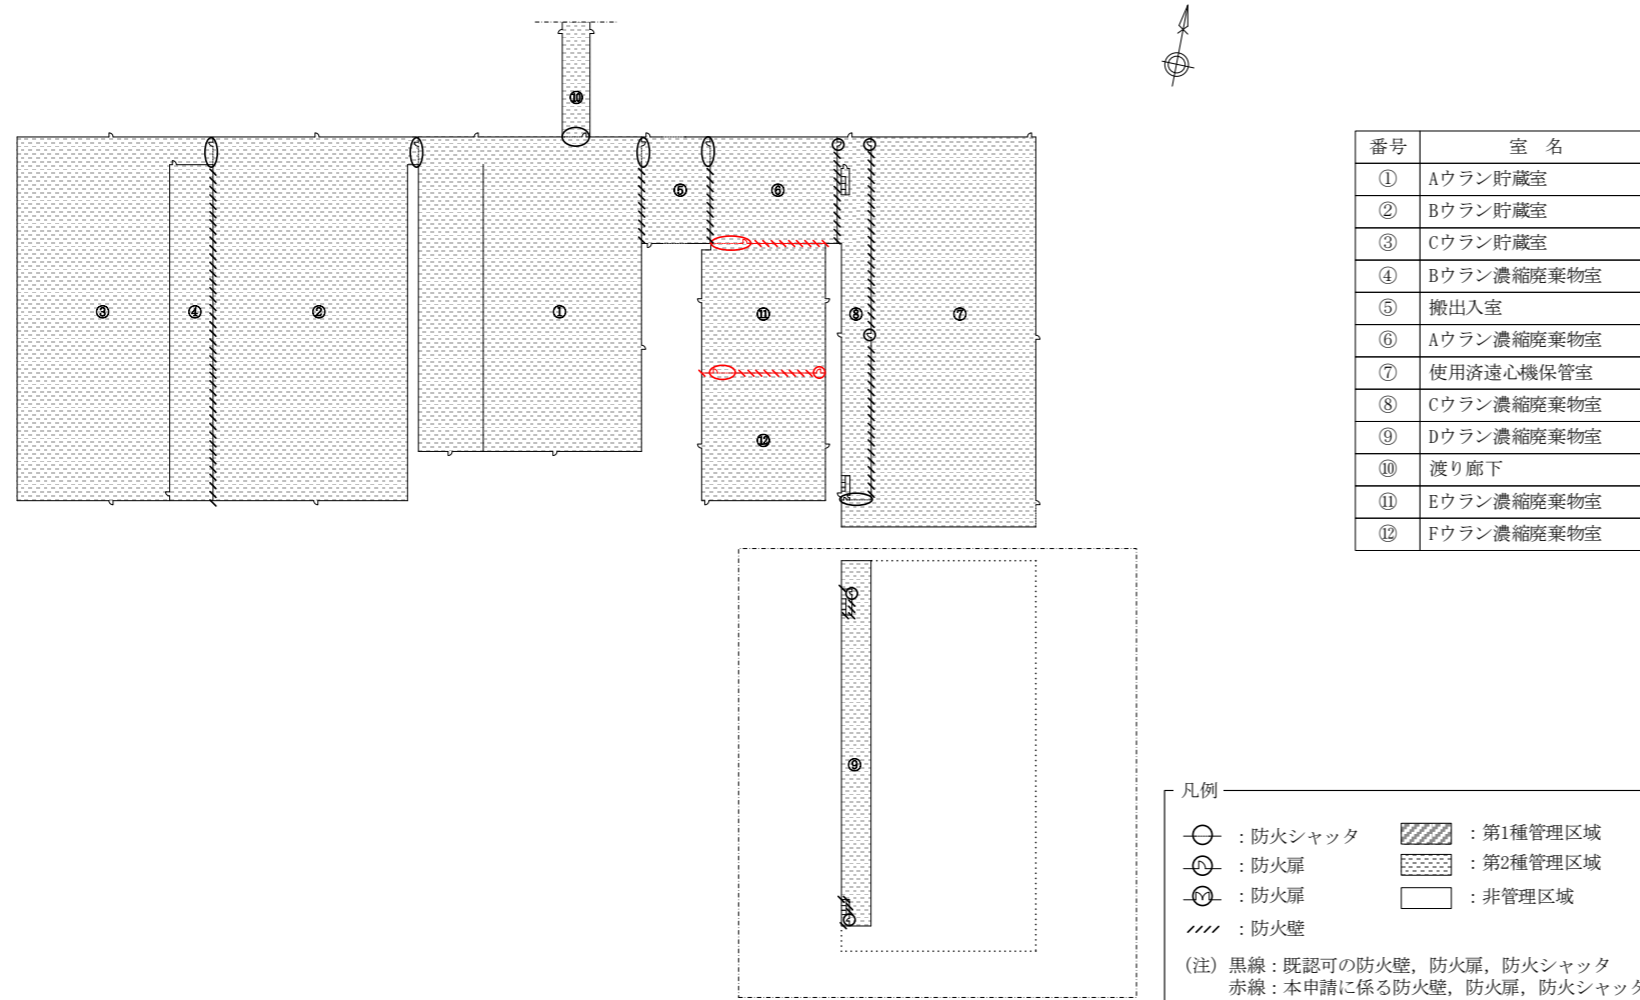 ⑩
⑤
⑥
③
④
②
①
⑪
⑧
⑦
⑫
⑨
番号 室 名
① Aウラン貯蔵室
② Bウラン貯蔵室
③ Cウラン貯蔵室
④ Bウラン濃縮廃棄物室
⑤ 搬出入室
⑥ Aウラン濃縮廃棄物室
⑦ 使用済遠心機保管室
⑧ Cウラン濃縮廃棄物室
⑨ Dウラン濃縮廃棄物室
⑩ 渡り廊下
⑪ Eウラン濃縮廃棄物室
⑫ Fウラン濃縮廃棄物室
凡例
:防火シャッタ :第1種管理区域
:防火扉 :第2種管理区域
:防火扉 :非管理区域
:防火壁
(注) 黒線:既認可の防火壁, 防火扉, 防火シャッタ
赤線:本申請に係る防火壁, 防火扉, 防火シャッタ